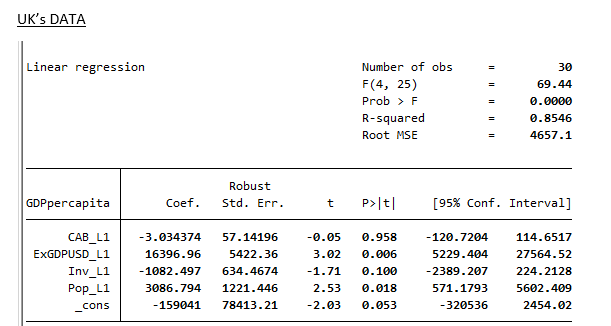 UK's DATA
Linear regression Number of obs = 30
F(4, 25) = 69.44
Prob > F = 0.0000
R-squared = 0.8546
Root MSE = 4657.1
Robust
GDPpercapita Coef. Std. Err. t P>|t| [95% Conf. Interval]
CAB_L1 -3.034374 57.14196 -0.05 0.958 -120.7204 114.6517
ExGDPUSD_L1 16396.96 5422.36 3.02 0.006 5229.404 27564.52
Inv_L1 -1082.497 634.4674 -1.71 0.100 -2389.207 224.2128
Pop_L1 3086.794 1221.446 2.53 0.018 571.1793 5602.409
_cons -159041 78413.21 -2.03 0.053 -320536 2454.02